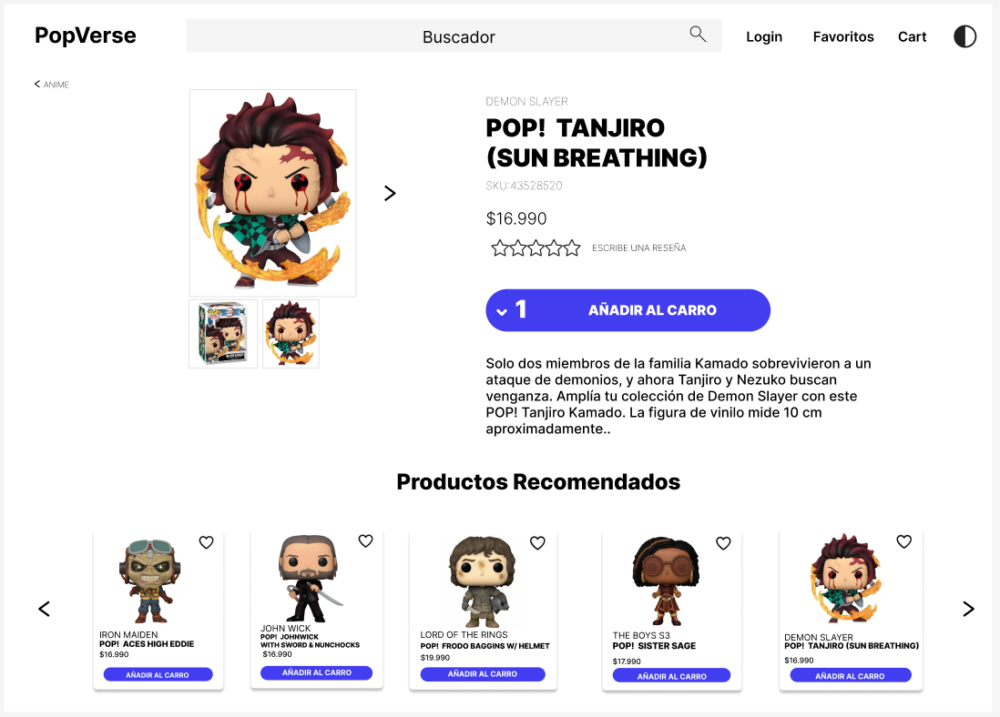 PopVerse
Buscador
Login
Favoritos
Cart
ANIME
DEMON SLAYER
POP! TANJIRO
(SUN BREATHING)
SKU:43528520
$16.990
ESCRIBE UNA RESEÑA
1
AÑADIR AL CARRO
Solo dos miembros de la familia Kamado sobrevivieron a un
ataque de demonios, y ahora Tanjiro y Nezuko buscan
venganza. Amplía tu colección de Demon Slayer con este
POP! Tanjiro Kamado. La figura de vinilo mide 10 cm
aproximadamente..
Productos Recomendados
IRON MAIDEN
POP! ACES HIGH EDDIE
$16.990
AÑADIR AL CARRO
JOHN WICK
POP! JOHNWICK
WITH SWORD & NUNCHOCKS
$16.990
AÑADIR AL CARRO
LORD OF THE RINGS
POP! FRODO BAGGINS W/ HELMET
$19.990
AÑADIR AL CARRO
THE BOYS S3
POP! SISTER SAGE
$17.990
AÑADIR AL CARRO
DEMON SLAYER
POP! TANJIRO (SUN BREATHING)
$16.990
AÑADIR AL CARRO